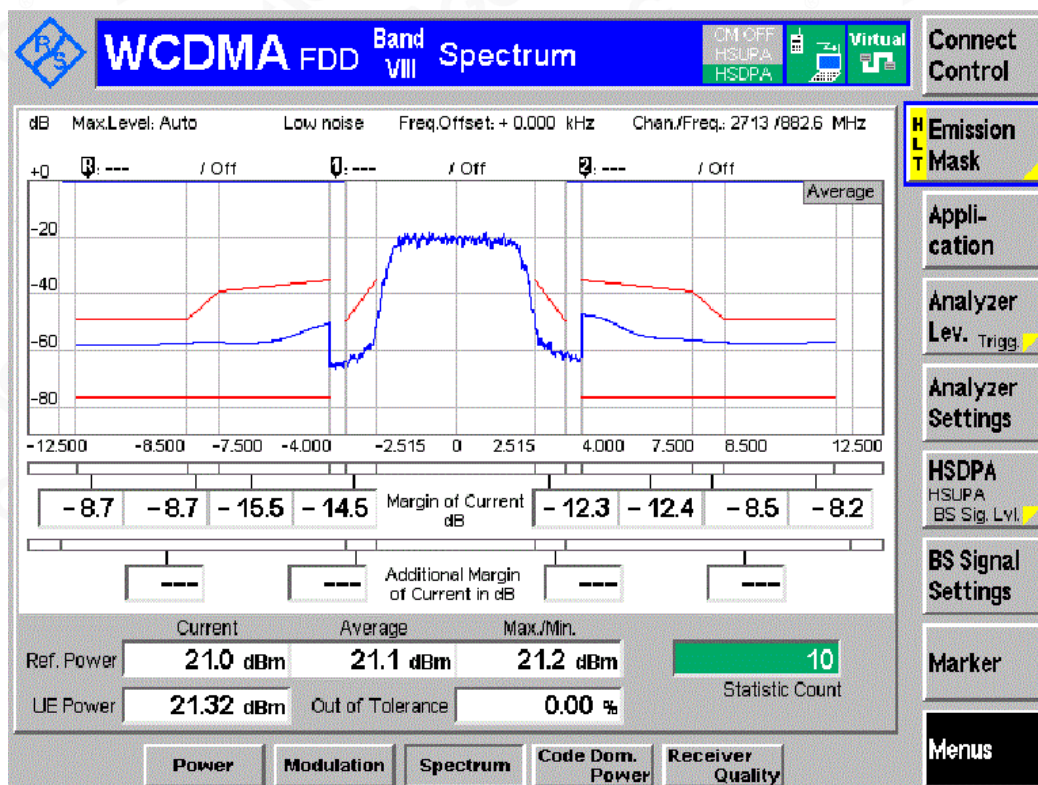 R S
WCDMA FDD Band VIII Spectrum
CM OFF
HSUPA
HSDPA
Virtual
Connect Control
dB Max.Level: Auto Low noise Freq.Offset: + 0.000 kHz Chan./Freq.: 2713 /882.6 MHz
R: --- / Off 1: --- / Off 2: --- / Off
Average
+0
-20
-40
-60
-80
-12.500 -8.500 -7.500 -4.000 -2.515 0 2.515 4.000 7.500 8.500 12.500
- 8.7 - 8.7 - 15.5 - 14.5 Margin of Current dB - 12.3 - 12.4 - 8.5 - 8.2
--- --- Additional Margin of Current in dB --- ---
Current Average Max./Min.
Ref. Power 21.0 dBm 21.1 dBm 21.2 dBm 10
Statistic Count
UE Power 21.32 dBm Out of Tolerance 0.00 %
Power Modulation Spectrum Code Dom. Power Receiver Quality
HLT
Emission Mask
Appli-
cation
Analyzer
Lev. Trigg.
Analyzer
Settings
HSDPA
HSUPA
BS Sig. Lvl.
BS Signal
Settings
Marker
Menus